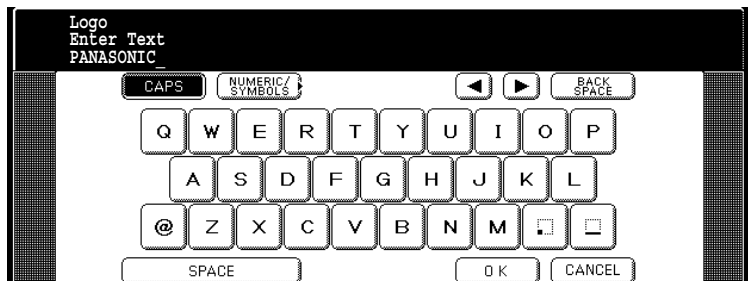 Logo
Enter Text
PANASONIC_
CAPS NUMERIC/ SYMBOLS ◀ ▶ BACK SPACE
Q W E R T Y U I O P
A S D F G H J K L
@ Z X C V B N M . _
SPACE OK CANCEL